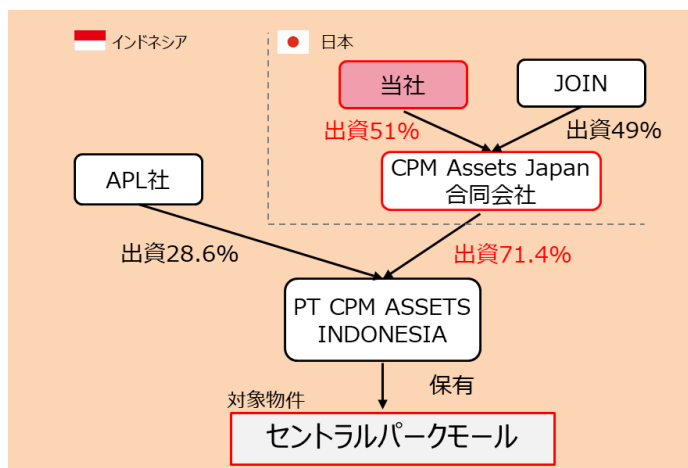 インドネシア
日本
当社
JOIN
出資51%
出資49%
CPM Assets Japan
合同会社
APL社
出資28.6%
出資71.4%
PT CPM ASSETS
INDONESIA
保有
対象物件
セントラルパークモール